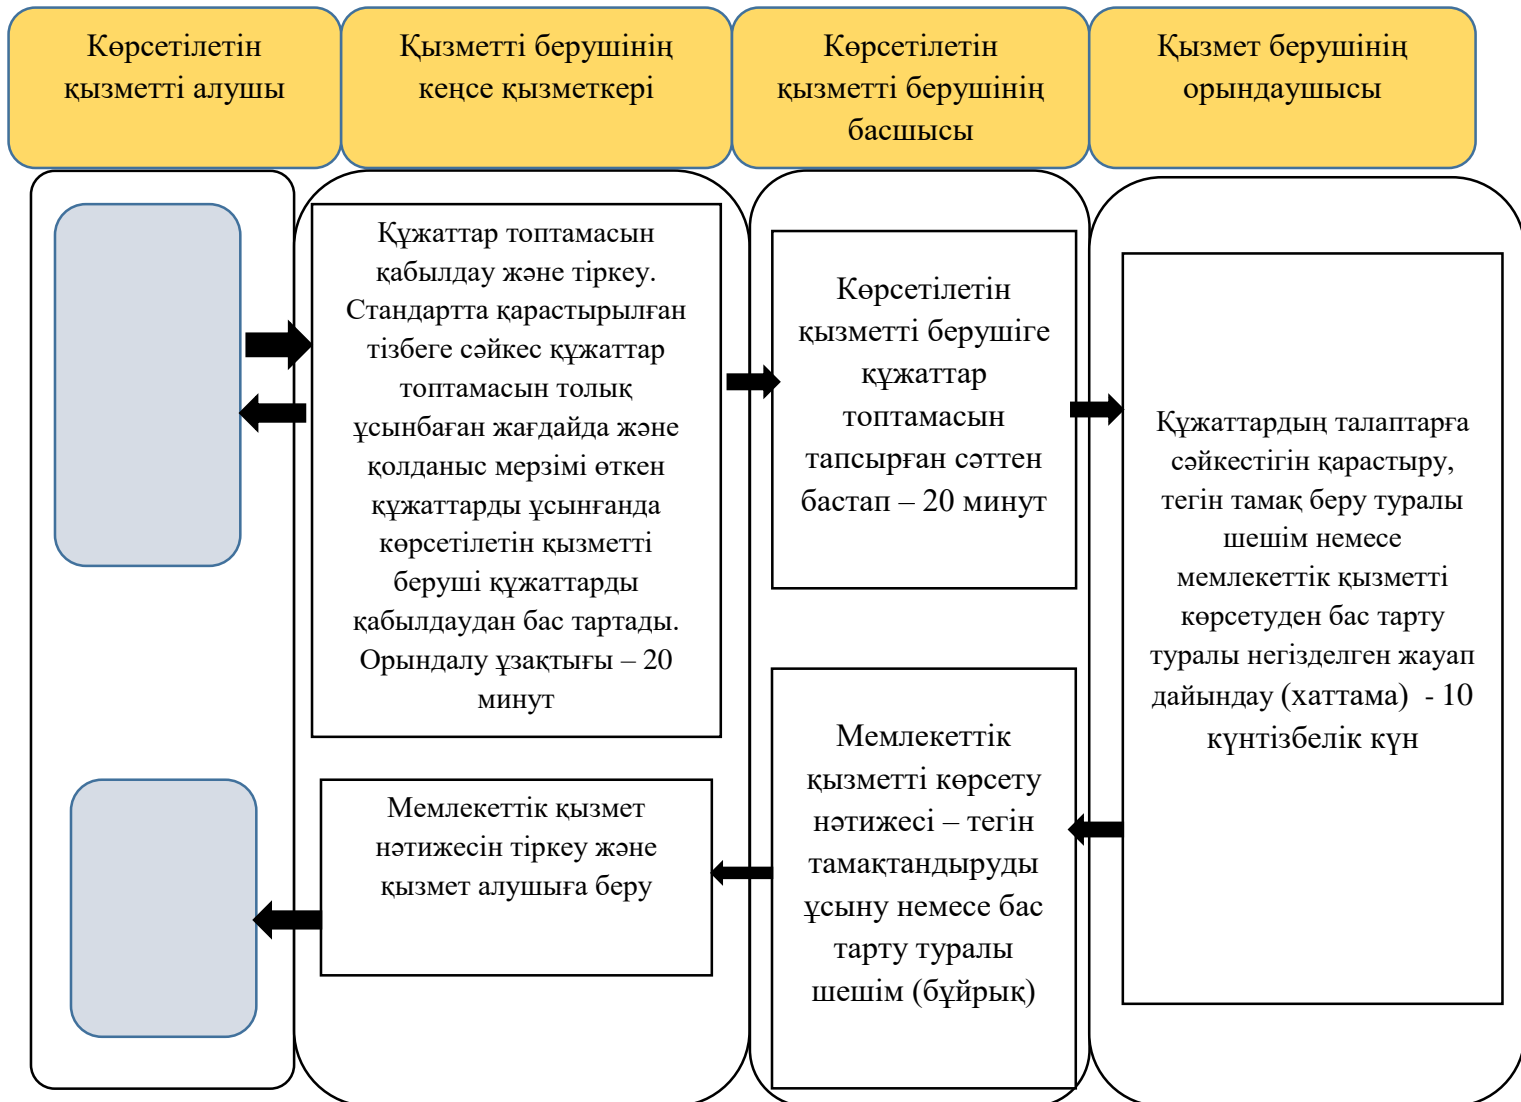 Көрсетілетін
қызметті алушы
Қызметті берушінің
кеңсе қызметкері
Көрсетілетін
қызметті берушінің
басшысы
Қызмет берушінің
орындаушысы
Құжаттар топтамасын
қабылдау және тіркеу.
Стандартта қарастырылған
тізбеге сәйкес құжаттар
топтамасын толық
ұсынбаған жағдайда және
қолданыс мерзімі өткен
құжаттарды ұсынғанда
көрсетілетін қызметті
беруші құжаттарды
қабылдаудан бас тартады.
Орындалу ұзақтығы – 20
минут
Көрсетілетін
қызметті берушіге
құжаттар
топтамасын
тапсырған сәттен
бастап – 20 минут
Құжаттардың талаптарға
сәйкестігін қарастыру,
тегін тамақ беру туралы
шешім немесе
мемлекеттік қызметті
көрсетуден бас тарту
туралы негізделген жауап
дайындау (хаттама)  - 10
күнтізбелік күн
Мемлекеттік
қызметті көрсету
нәтижесі – тегін
тамақтандыруды
ұсыну немесе бас
тарту туралы
шешім (бұйрық)
Мемлекеттік қызмет
нәтижесін тіркеу және
қызмет алушыға беру